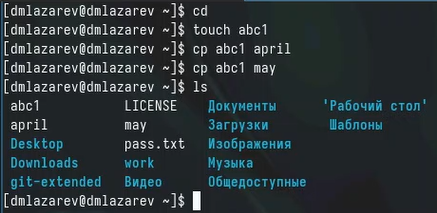 [dmlazarev@dmlazarev ~]$ cd
[dmlazarev@dmlazarev ~]$ touch abc1
[dmlazarev@dmlazarev ~]$ cp abc1 april
[dmlazarev@dmlazarev ~]$ cp abc1 may
[dmlazarev@dmlazarev ~]$ ls
abc1 LICENSE Документы 'Рабочий стол'
april may Загрузки Шаблоны
Desktop pass.txt Изображения
Downloads work Музыка
git-extended Видео Общедоступные
[dmlazarev@dmlazarev ~]$